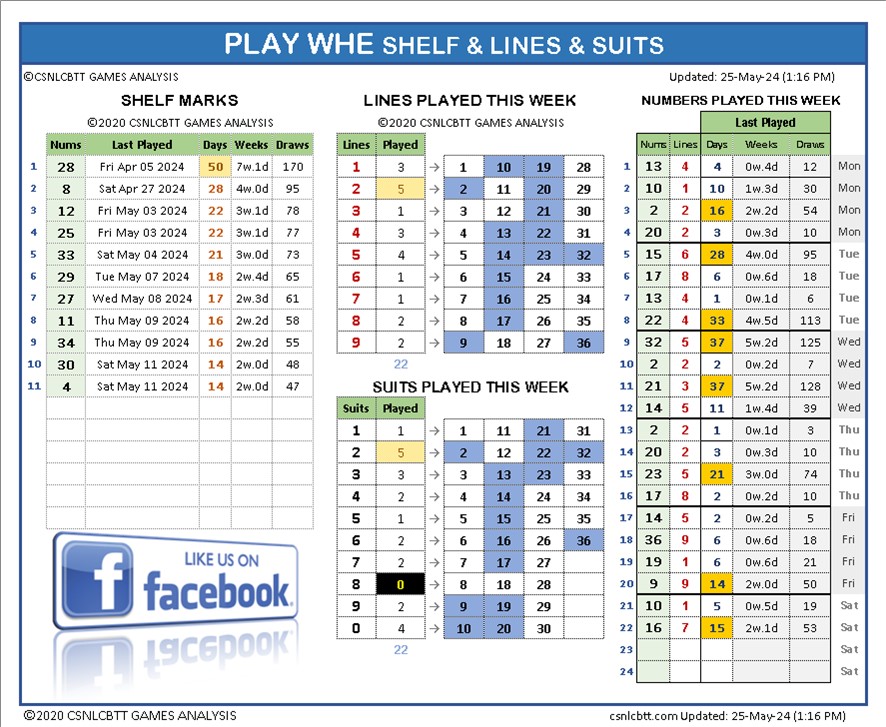 PLAY WHE SHELF & LINES & SUITS
©CSNLCBTT GAMES ANALYSIS
Updated: 25-May-24 (1:16 PM)
SHELF MARKS
©2020 CSNLCBTT GAMES ANALYSIS
Nums Last Played Days Weeks Draws
1 28 Fri Apr 05 2024 50 7w.1d 170
2 8 Sat Apr 27 2024 28 4w.0d 95
3 12 Fri May 03 2024 22 3w.1d 78
4 25 Fri May 03 2024 22 3w.1d 77
5 33 Sat May 04 2024 21 3w.0d 73
6 29 Tue May 07 2024 18 2w.4d 65
7 27 Wed May 08 2024 17 2w.3d 61
8 11 Thu May 09 2024 16 2w.2d 58
9 34 Thu May 09 2024 16 2w.2d 55
10 30 Sat May 11 2024 14 2w.0d 48
11 4 Sat May 11 2024 14 2w.0d 47
LIKE US ON
facebook.
LINES PLAYED THIS WEEK
©2020 CSNLCBTT GAMES ANALYSIS
Lines Played
1 3 → 1 10 19 28
2 5 → 2 11 20 29
3 1 → 3 12 21 30
4 3 → 4 13 22 31
5 4 → 5 14 23 32
6 1 → 6 15 24 33
7 1 → 7 16 25 34
8 2 → 8 17 26 35
9 2 → 9 18 27 36
22
SUITS PLAYED THIS WEEK
Suits Played
1 1 → 1 11 21 31
2 5 → 2 12 22 32
3 3 → 3 13 23 33
4 2 → 4 14 24 34
5 1 → 5 15 25 35
6 2 → 6 16 26 36
7 2 → 7 17 27
8 0 → 8 18 28
9 2 → 9 19 29
0 4 → 10 20 30
22
NUMBERS PLAYED THIS WEEK
Last Played
Nums Lines Days Weeks Draws
1 13 4 4 0w.4d 12 Mon
2 10 1 10 1w.3d 30 Mon
3 2 2 16 2w.2d 54 Mon
4 20 2 3 0w.3d 10 Mon
5 15 6 28 4w.0d 95 Tue
6 17 8 6 0w.6d 18 Tue
7 13 4 1 0w.1d 6 Tue
8 22 4 33 4w.5d 113 Tue
9 32 5 37 5w.2d 125 Wed
10 2 2 2 0w.2d 7 Wed
11 21 3 37 5w.2d 128 Wed
12 14 5 11 1w.4d 39 Wed
13 2 2 1 0w.1d 3 Thu
14 20 2 3 0w.3d 10 Thu
15 23 5 21 3w.0d 74 Thu
16 17 8 2 0w.2d 10 Thu
17 14 5 2 0w.2d 5 Fri
18 36 9 6 0w.6d 18 Fri
19 19 1 6 0w.6d 21 Fri
20 9 9 14 2w.0d 50 Fri
21 10 1 5 0w.5d 19 Sat
22 16 7 15 2w.1d 53 Sat
23 Sat
24 Sat
©2020 CSNLCBTT GAMES ANALYSIS
csnlcbtt.com Updated: 25-May-24 (1:16 PM)